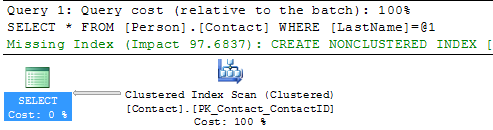 Query 1: Query cost (relative to the batch): 100%
SELECT * FROM [Person].[Contact] WHERE [LastName]=@1
Missing Index (Impact 97.6837): CREATE NONCLUSTERED INDEX [
SELECT
Cost: 0 %
Clustered Index Scan (Clustered)
[Contact].[PK_Contact_ContactID]
Cost: 100 %